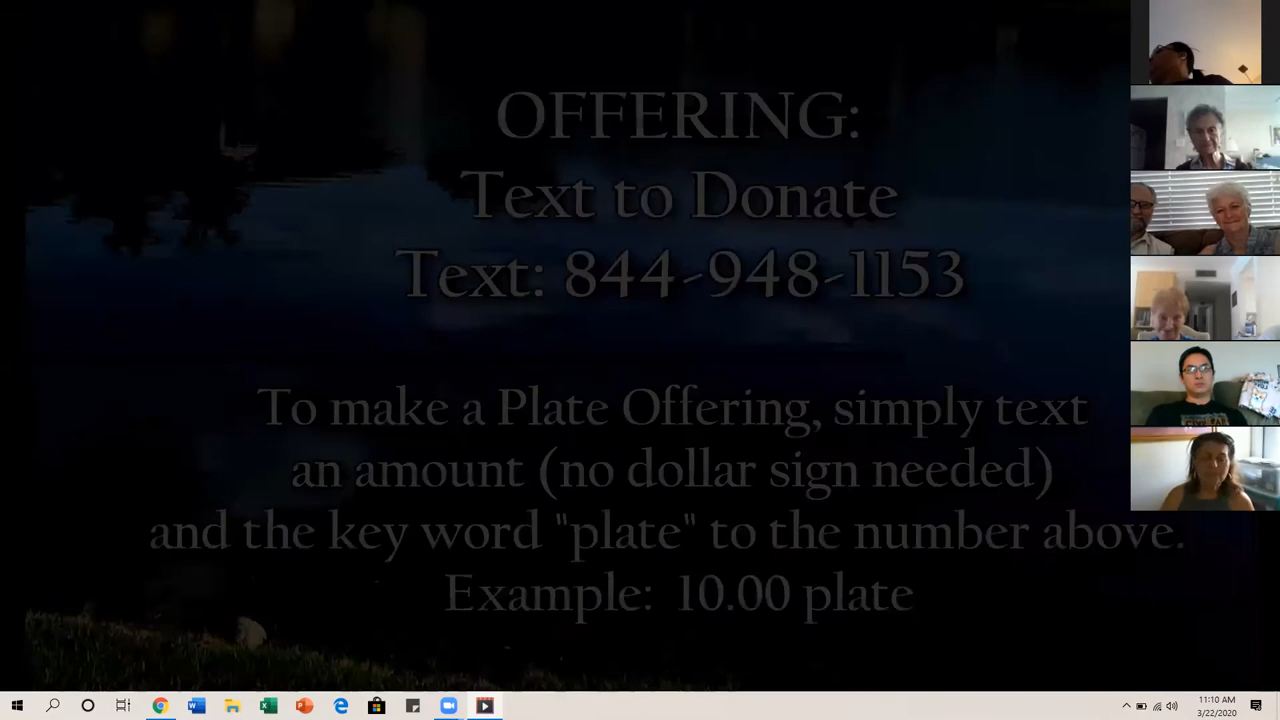 OFFERING:
Text to Donate
Text: 844-948-1153
To make a Plate Offering, simply text
an amount (no dollar sign needed)
and the key word "plate" to the number above.
Example: 10.00 plate
11:10 AM
3/22/2020